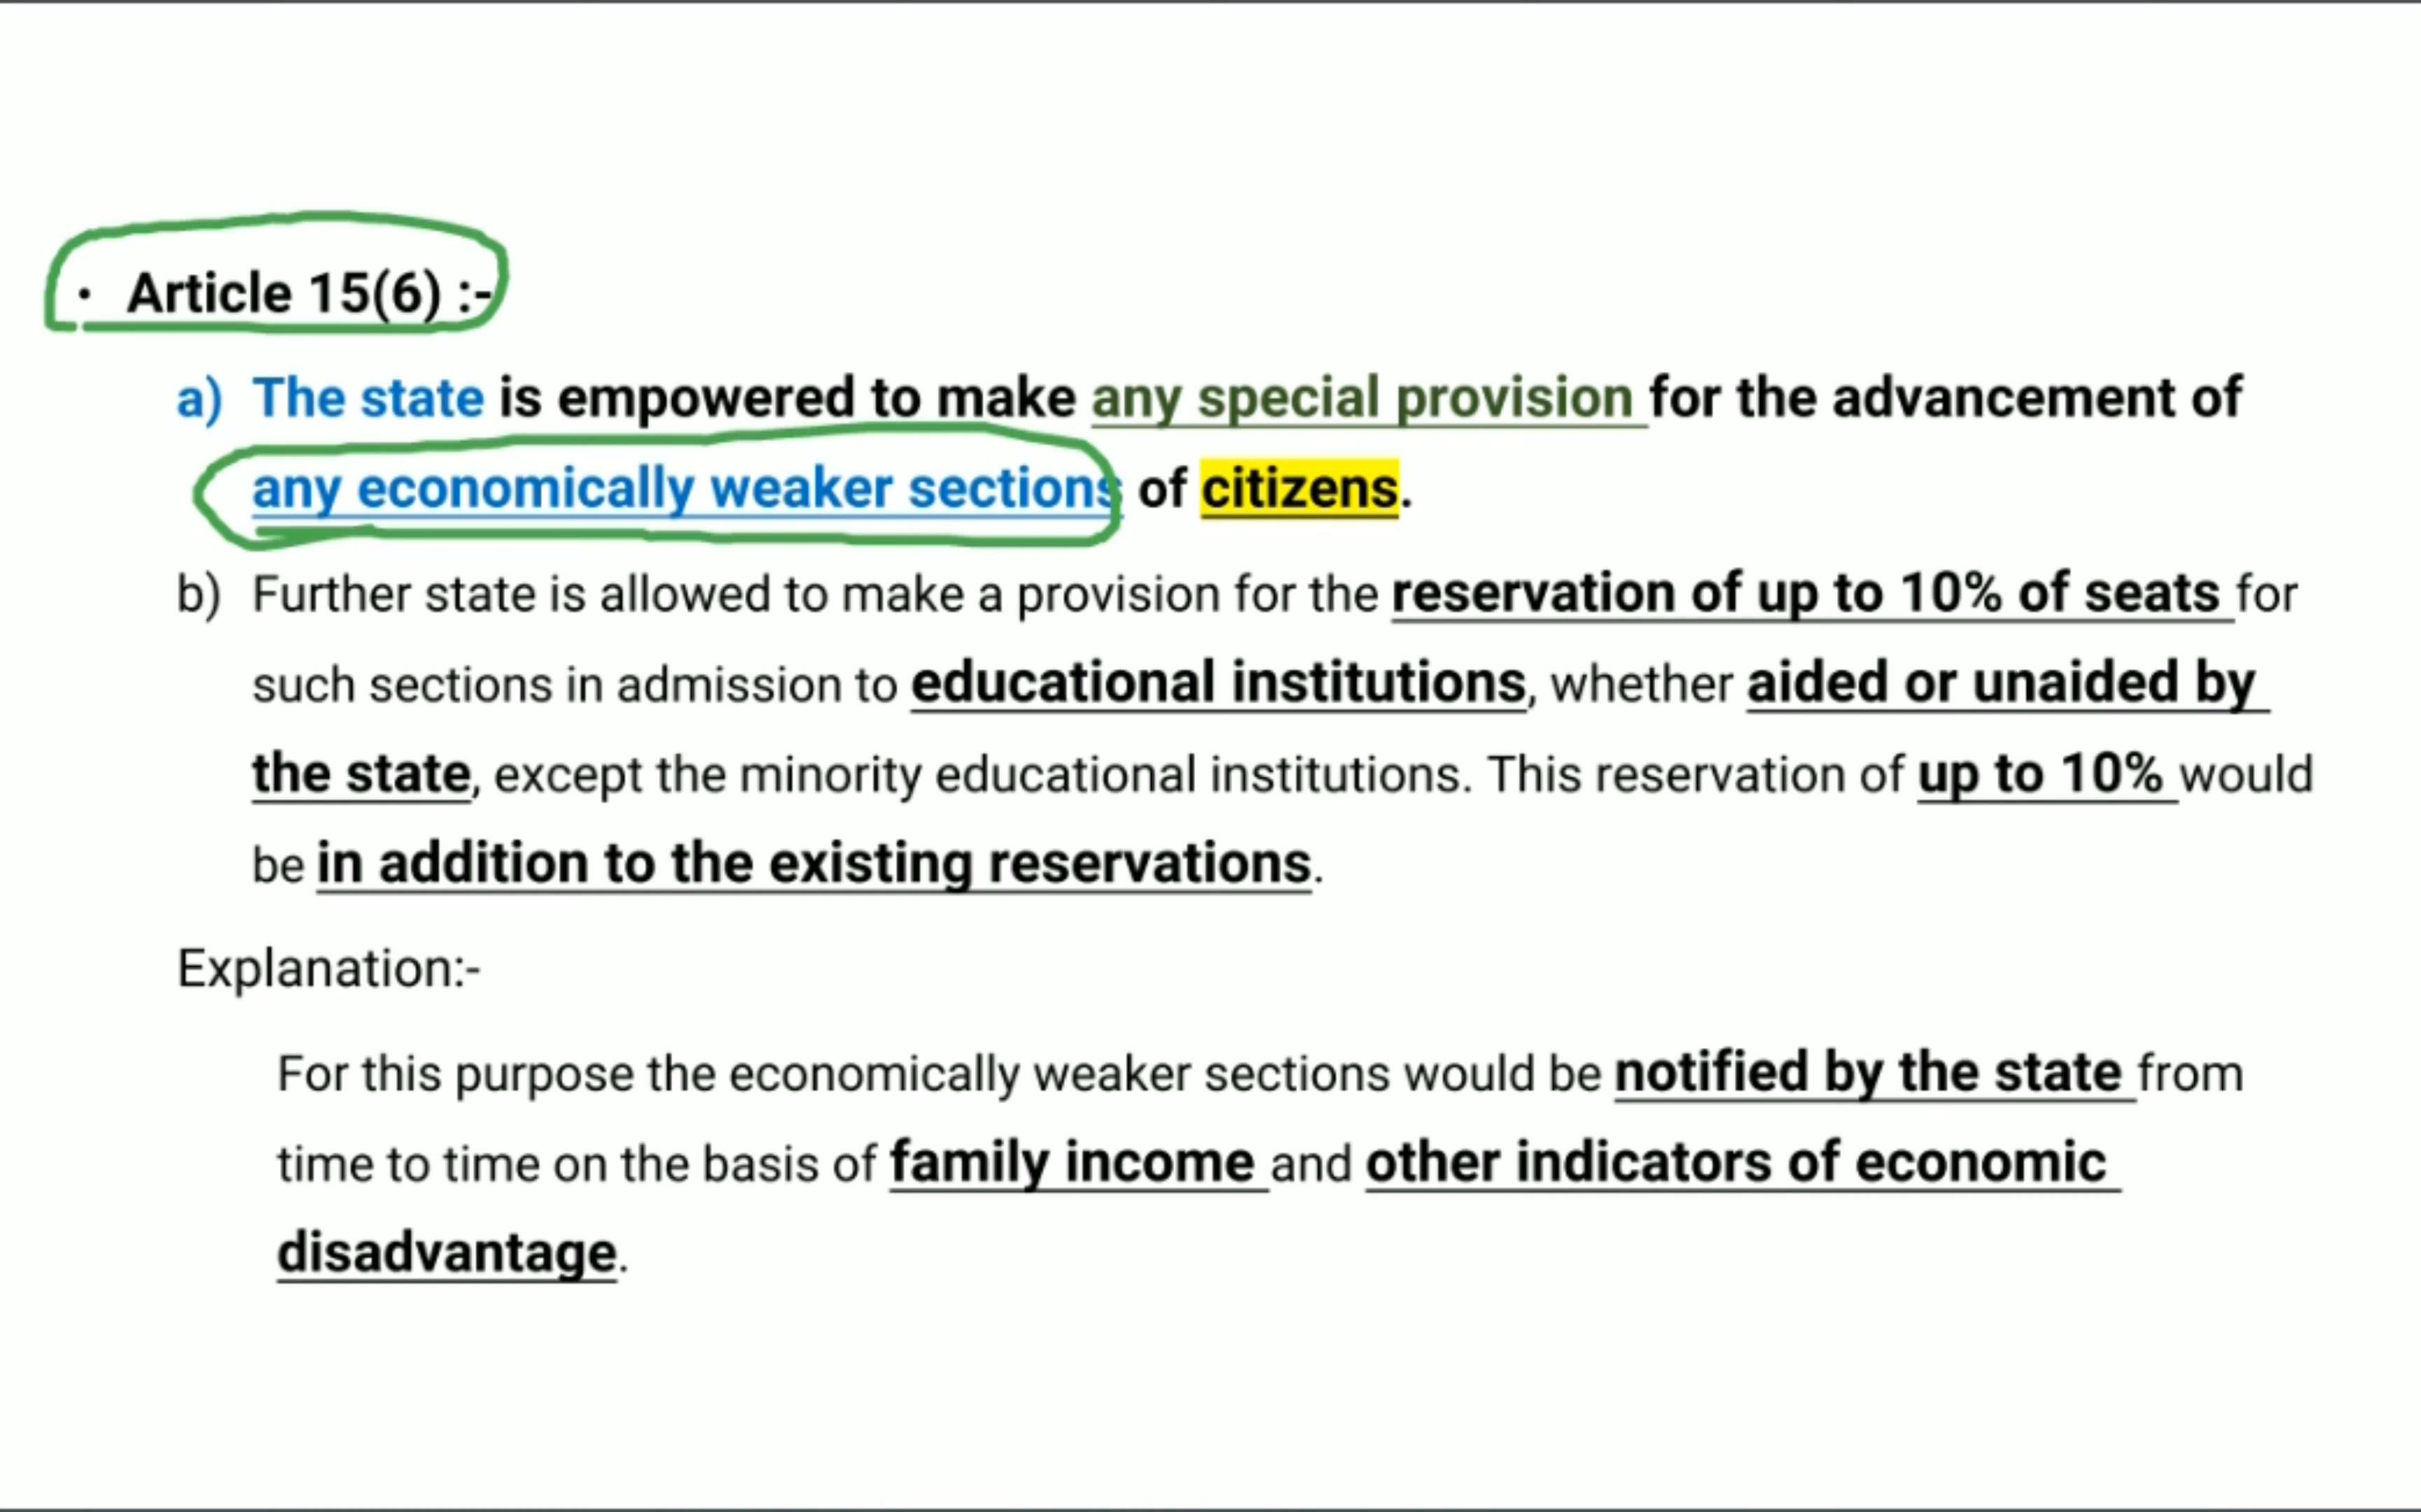 • Article 15(6) :-
a) The state is empowered to make any special provision for the advancement of
any economically weaker sections of citizens.
b) Further state is allowed to make a provision for the reservation of up to 10% of seats for
such sections in admission to educational institutions, whether aided or unaided by
the state, except the minority educational institutions. This reservation of up to 10% would
be in addition to the existing reservations.
Explanation:-
For this purpose the economically weaker sections would be notified by the state from
time to time on the basis of family income and other indicators of economic
disadvantage.